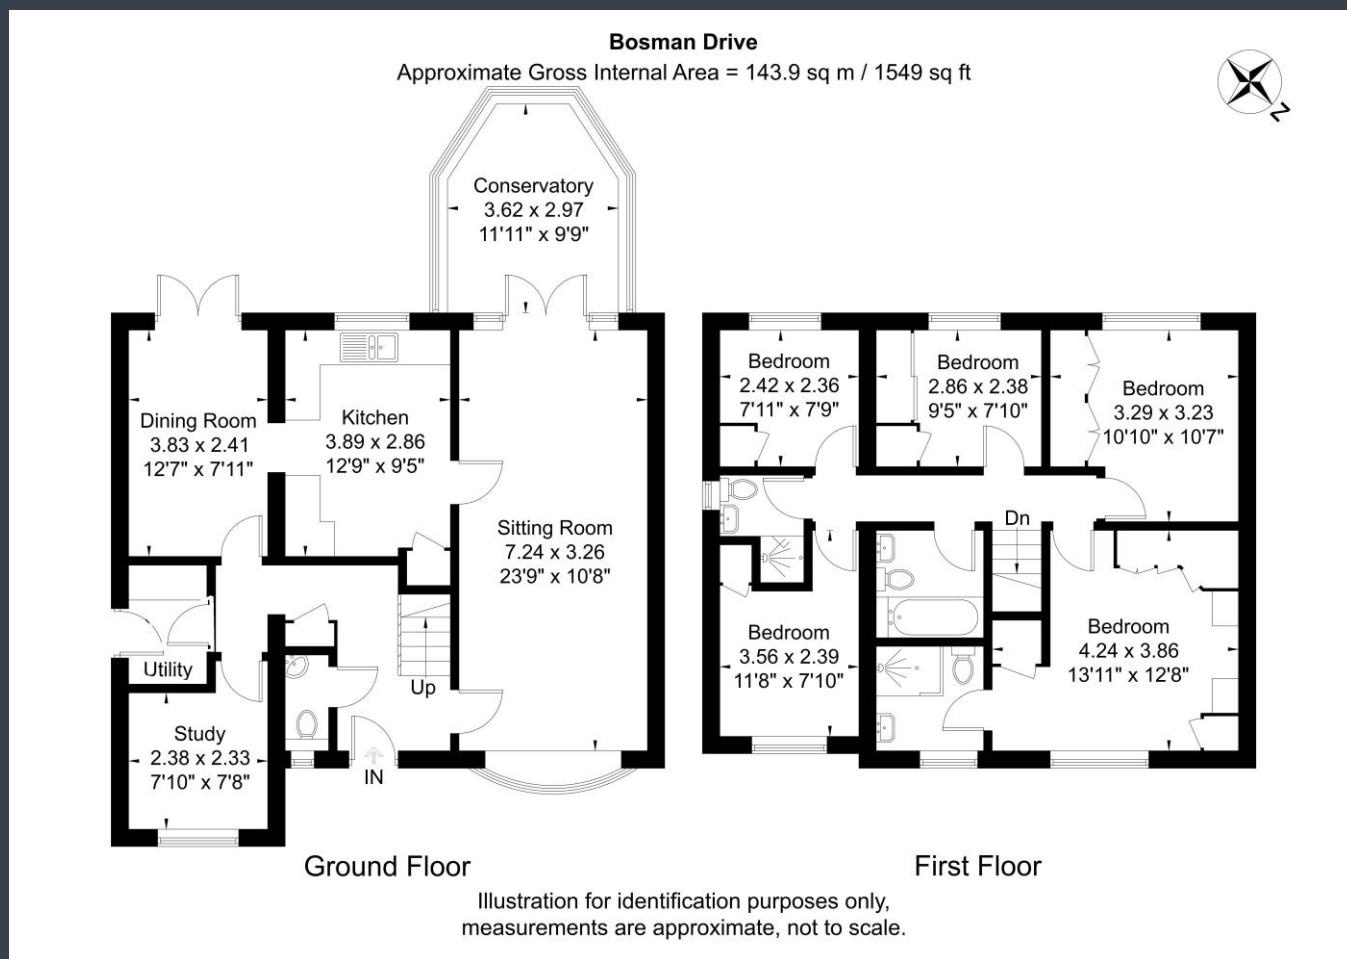 Bosman Drive
Approximate Gross Internal Area = 143.9 sq m / 1549 sq ft
N
Conservatory
3.62 x 2.97
11'11" x 9'9"
Dining Room
3.83 x 2.41
12'7" x 7'11"
Kitchen
3.89 x 2.86
12'9" x 9'5"
Sitting Room
7.24 x 3.26
23'9" x 10'8"
Utility
Up
Study
2.38 x 2.33
7'10" x 7'8"
IN
Ground Floor
Bedroom
2.42 x 2.36
7'11" x 7'9"
Bedroom
2.86 x 2.38
9'5" x 7'10"
Bedroom
3.29 x 3.23
10'10" x 10'7"
Dn
Bedroom
3.56 x 2.39
11'8" x 7'10"
Bedroom
4.24 x 3.86
13'11" x 12'8"
First Floor
Illustration for identification purposes only,
measurements are approximate, not to scale.